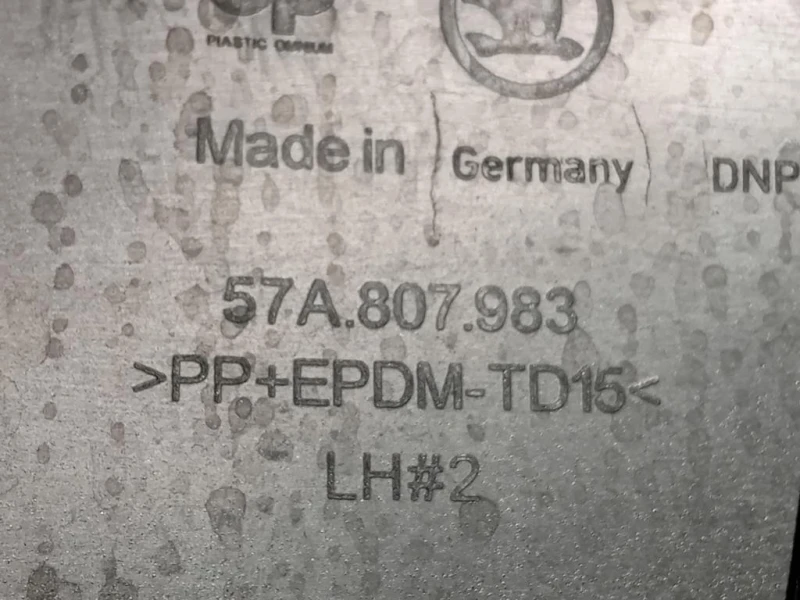 PLASTIC OMNIUM
Made in Germany DNP
57A.807.983
>PP+EPDM-TD15<
LH#2